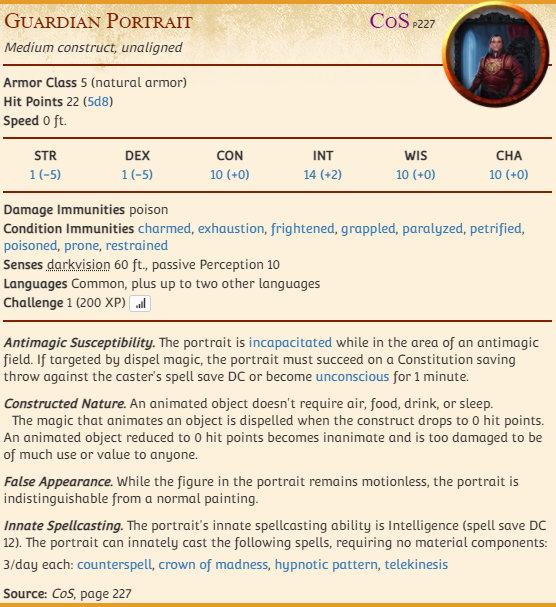 Guardian Portrait CoS P227
Medium construct, unaligned
Armor Class 5 (natural armor)
Hit Points 22 (5d8)
Speed 0 ft.
STR DEX CON INT WIS CHA
1 (−5) 1 (−5) 10 (+0) 14 (+2) 10 (+0) 10 (+0)
Damage Immunities poison
Condition Immunities charmed, exhaustion, frightened, grappled, paralyzed, petrified,
poisoned, prone, restrained
Senses darkvision 60 ft., passive Perception 10
Languages Common, plus up to two other languages
Challenge 1 (200 XP)
Antimagic Susceptibility. The portrait is incapacitated while in the area of an antimagic
field. If targeted by dispel magic, the portrait must succeed on a Constitution saving
throw against the caster's spell save DC or become unconscious for 1 minute.
Constructed Nature. An animated object doesn't require air, food, drink, or sleep.
The magic that animates an object is dispelled when the construct drops to 0 hit points.
An animated object reduced to 0 hit points becomes inanimate and is too damaged to be
of much use or value to anyone.
False Appearance. While the figure in the portrait remains motionless, the portrait is
indistinguishable from a normal painting.
Innate Spellcasting. The portrait's innate spellcasting ability is Intelligence (spell save DC
12). The portrait can innately cast the following spells, requiring no material components:
3/day each: counterspell, crown of madness, hypnotic pattern, telekinesis
Source: CoS, page 227